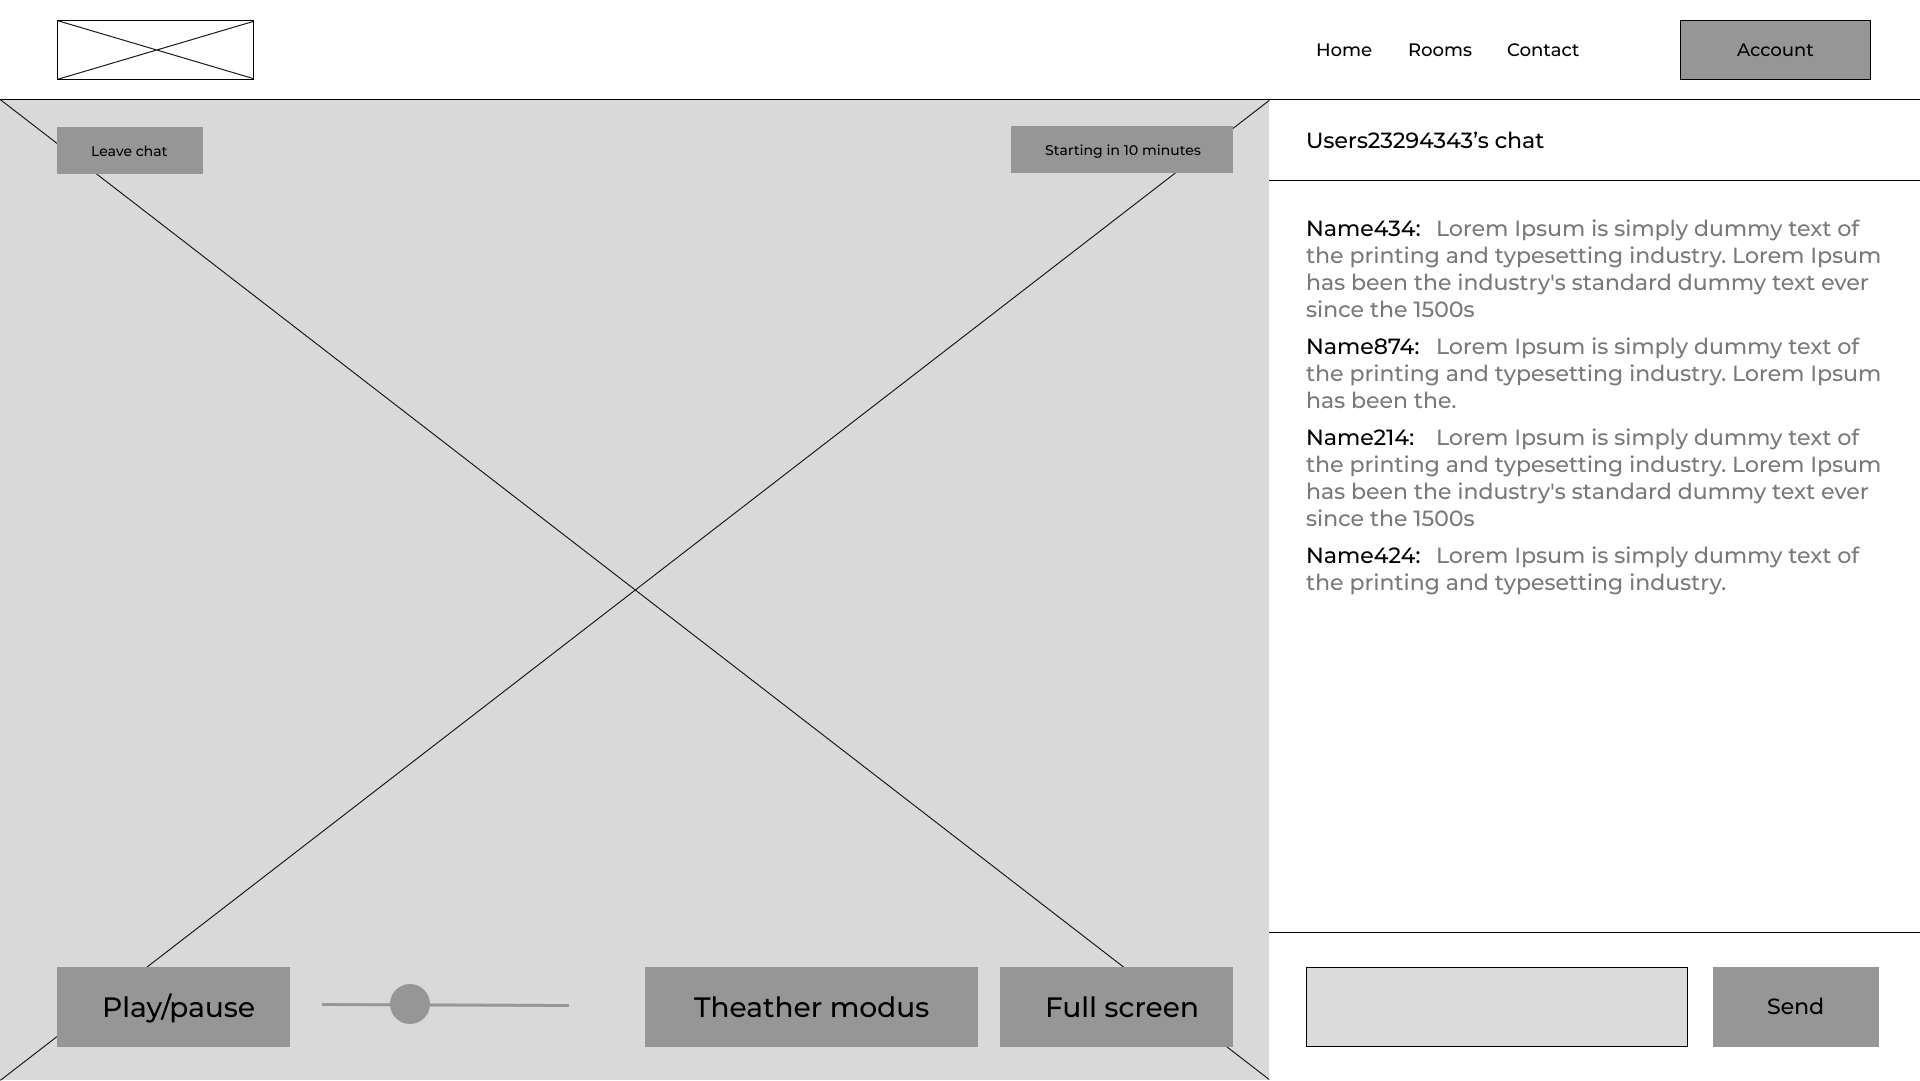 Home Rooms Contact Account
Leave chat
Starting in 10 minutes
Play/pause
Theather modus
Full screen
Users23294343’s chat
Name434: Lorem Ipsum is simply dummy text of
the printing and typesetting industry. Lorem Ipsum
has been the industry's standard dummy text ever
since the 1500s
Name874: Lorem Ipsum is simply dummy text of
the printing and typesetting industry. Lorem Ipsum
has been the.
Name214: Lorem Ipsum is simply dummy text of
the printing and typesetting industry. Lorem Ipsum
has been the industry's standard dummy text ever
since the 1500s
Name424: Lorem Ipsum is simply dummy text of
the printing and typesetting industry.
Send